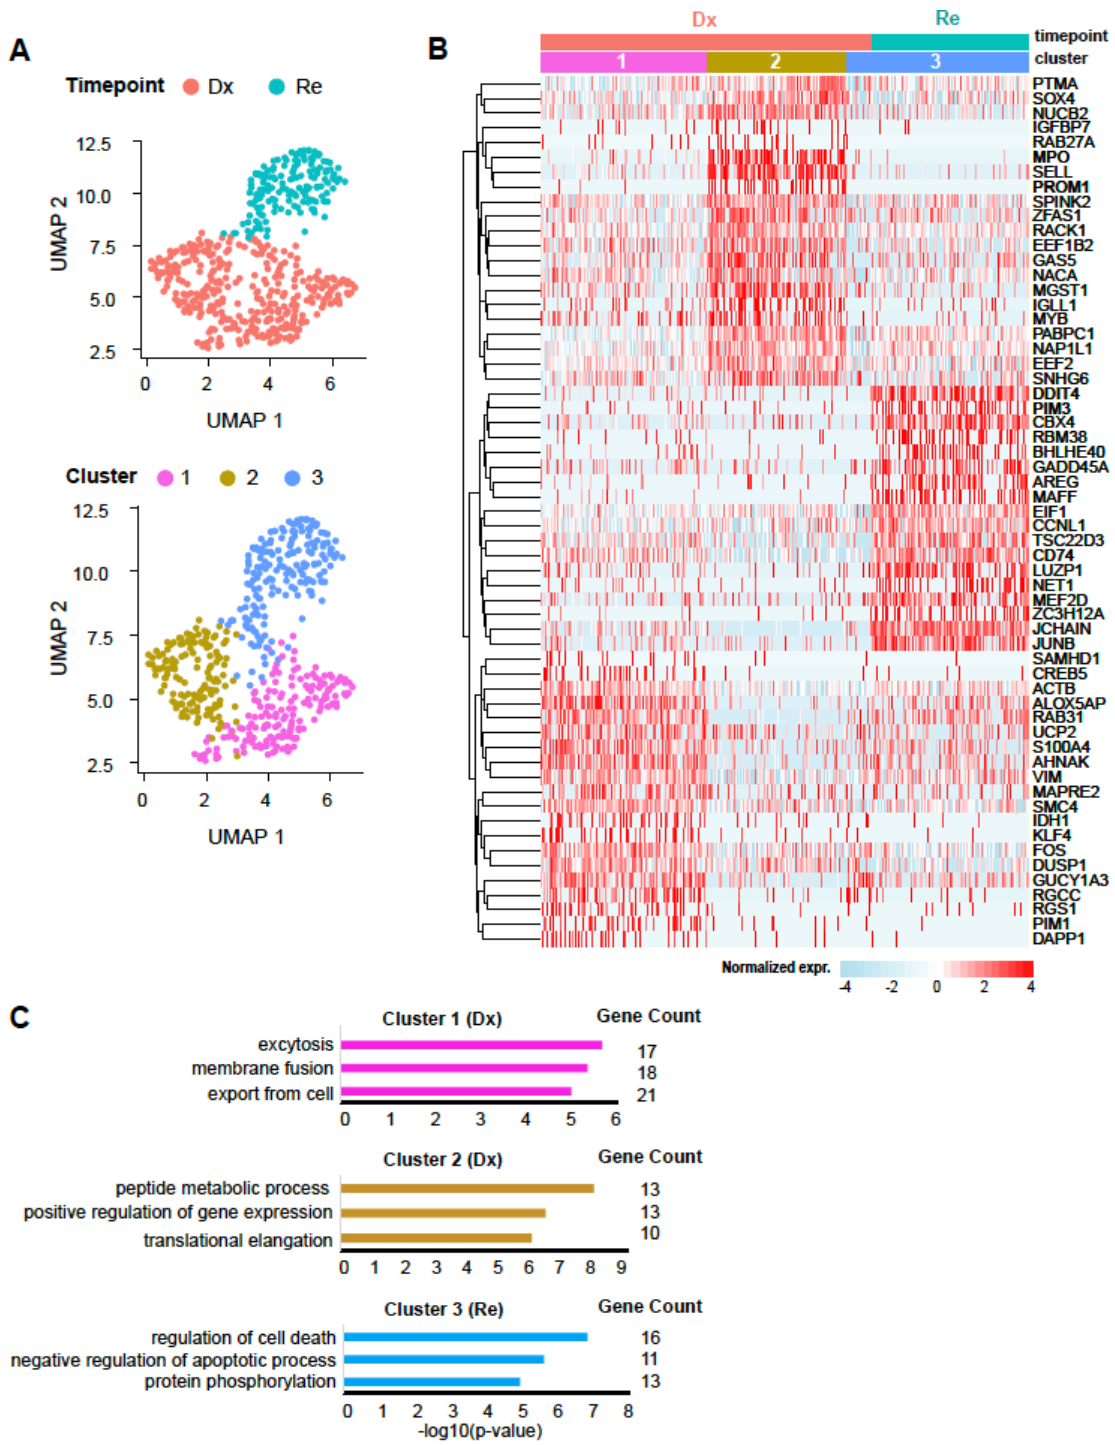 A
Timepoint Dx Re
12.5
10.0
7.5
5.0
2.5
UMAP 2
0 2 4 6
UMAP 1
Cluster 1 2 3
12.5
10.0
7.5
5.0
2.5
UMAP 2
0 2 4 6
UMAP 1
B
Dx Re
timepoint
1 2 3 cluster
PTMA
SOX4
NUCB2
IGFBP7
RAB27A
MPO
SELL
PROM1
SPINK2
ZFAS1
RACK1
EEF1B2
GAS5
NACA
MGST1
IGLL1
MYB
PABPC1
NAP1L1
EEF2
SNHG6
DDIT4
PIM3
CBX4
RBM38
BHLHE40
GADD45A
AREG
MAFF
EIF1
CCNL1
TSC22D3
CD74
LUZP1
NET1
MEF2D
ZC3H12A
JCHAIN
JUNB
SAMHD1
CREB5
ACTB
ALOX5AP
RAB31
UCP2
S100A4
AHNAK
VIM
MAPRE2
SMC4
IDH1
KLF4
FOS
DUSP1
GUCY1A3
RGCC
RGS1
PIM1
DAPP1
Normalized expr.
-4 -2 0 2 4
C
Cluster 1 (Dx) Gene Count
excytosis 17
membrane fusion 18
export from cell 21
0 1 2 3 4 5 6
Cluster 2 (Dx) Gene Count
peptide metabolic process 13
positive regulation of gene expression 13
translational elangation 10
0 1 2 3 4 5 6 7 8 9
Cluster 3 (Re) Gene Count
regulation of cell death 16
negative regulation of apoptotic process 11
protein phosphorylation 13
0 1 2 3 4 5 6 7 8
-log10(p-value)